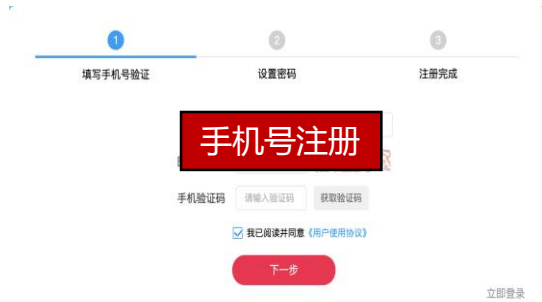 1 2 3
填写手机号验证 设置密码 注册完成
手机号注册
手机验证码 请输入验证码 获取验证码
我已阅读并同意《用户使用协议》
下一步
立即登录